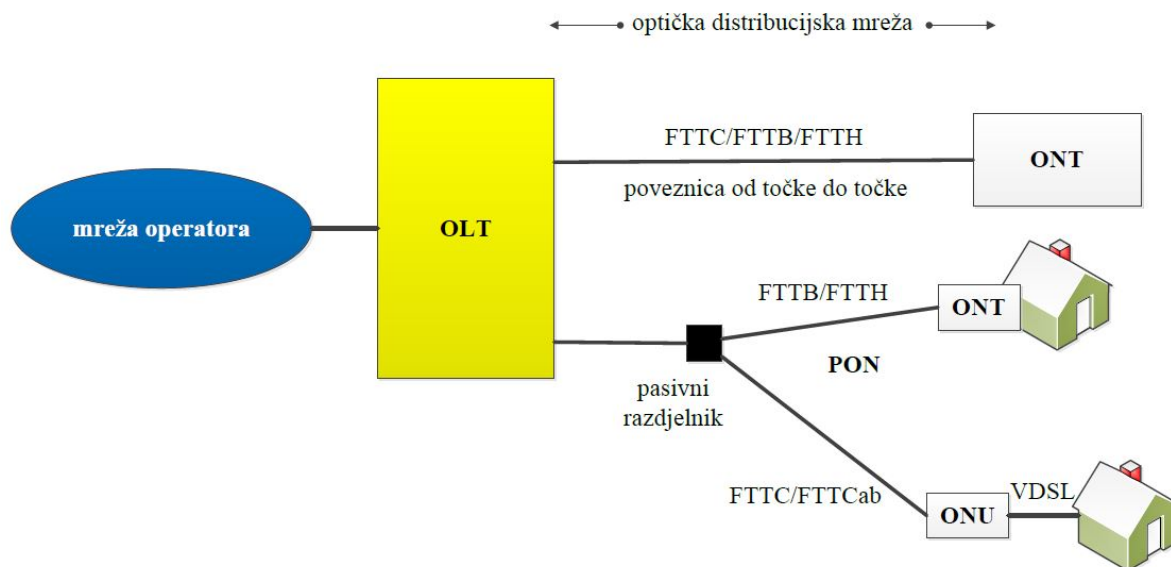 optička distribucijska mreža
FTTC/FTTB/FTTH
ONT
poveznica od točke do točke
mreža operatora
OLT
FTTB/FTTH
ONT
PON
pasivni
razdjelnik
FTTC/FTTCab
ONU
VDSL